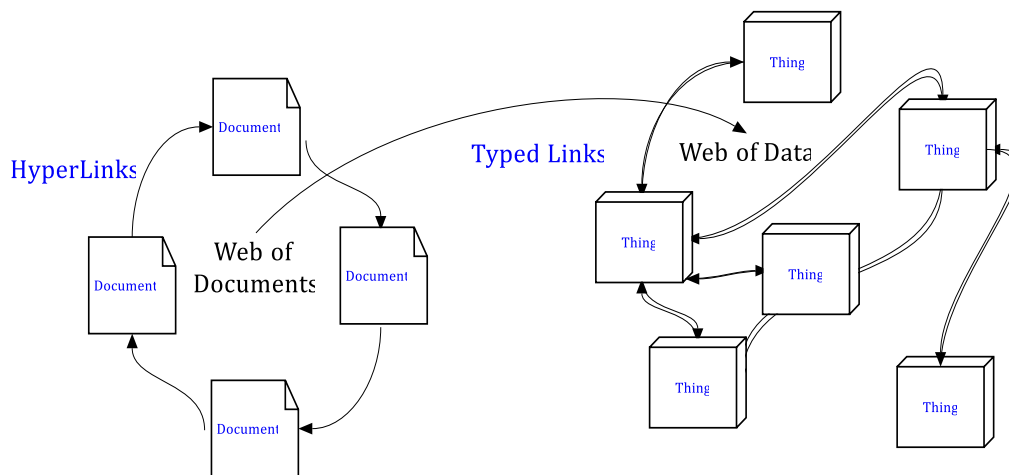 Thing
Document
HyperLinks
Typed Links
Web of Data
Thing
Thing
Web of
Documents
Document
Document
Thing
Thing
Document
Thing
Thing